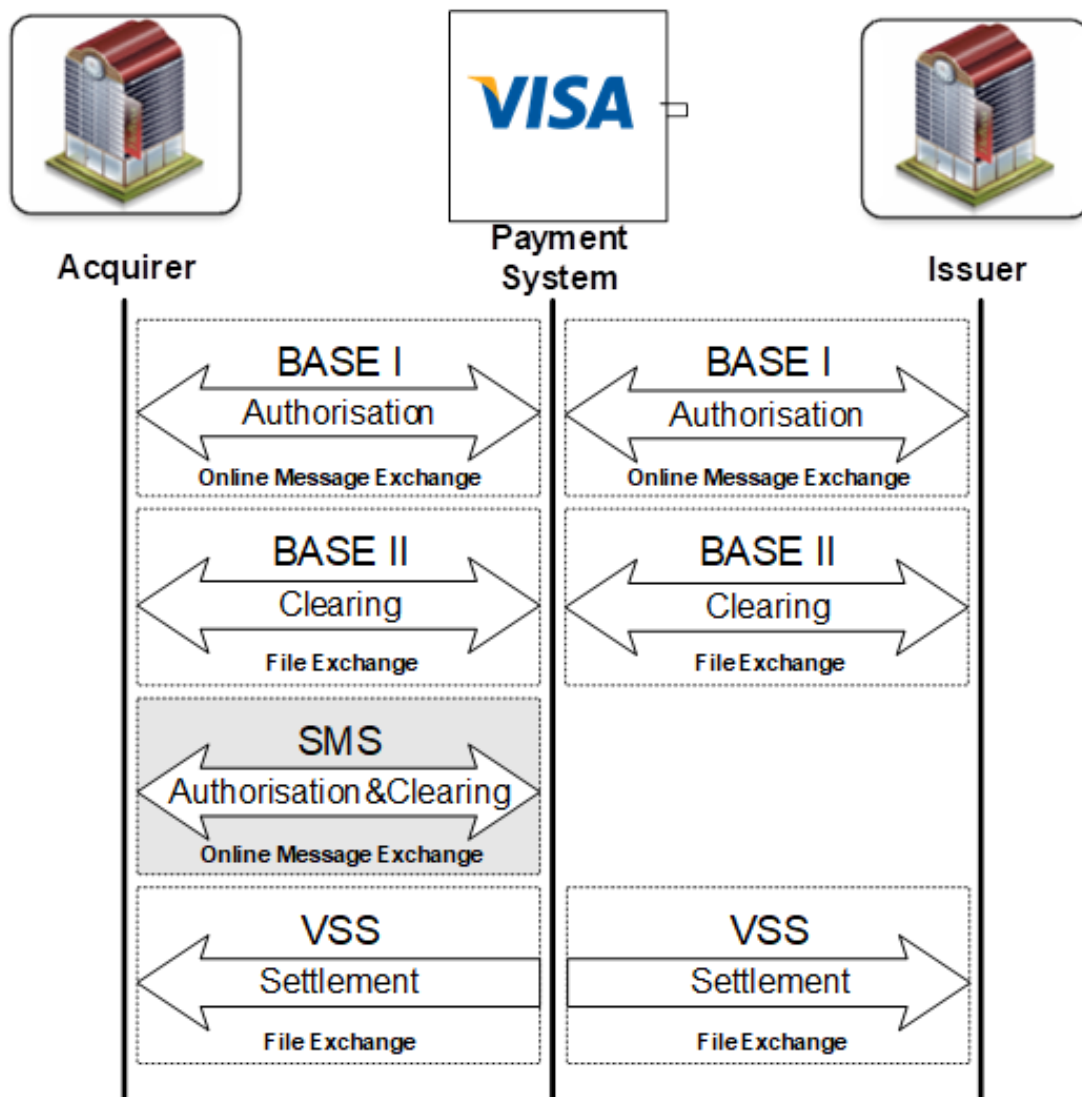 VISA
Payment
System
Acquirer
Issuer
BASE I
Authorisation
Online Message Exchange
BASE I
Authorisation
Online Message Exchange
BASE II
Clearing
File Exchange
BASE II
Clearing
File Exchange
SMS
Authorisation&Clearing
Online Message Exchange
VSS
Settlement
File Exchange
VSS
Settlement
File Exchange